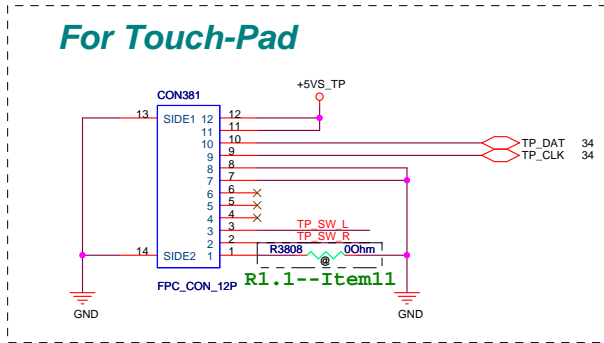 For Touch-Pad
+5VS_TP
CON381
13 SIDE1 12 12
11 11
10 10 TP_DAT 34
9 9 TP_CLK 34
8 8
7 7
6 6
5 5
4 4
3 3 TP_SW_L
2 2 TP_SW_R
14 SIDE2 1 1 R3808 0Ohm
@
FPC_CON_12P R1.1--Item11
GND GND